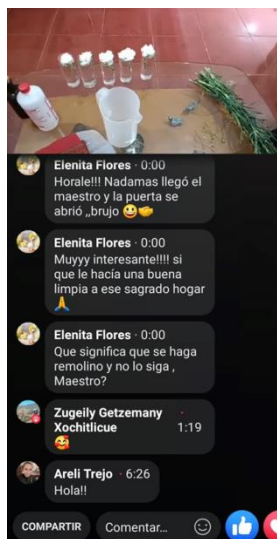 Elenita Flores · 0:00
Horale!!! Nadamas llegó el
maestro y la puerta se
abrió ,,brujo 😀🤝
Elenita Flores · 0:00
Muyyy interesante!!!! si
que le hacía una buena
limpia a ese sagrado hogar
🙏
Elenita Flores · 0:00
Que significa que se haga
remolino y no lo siga ,
Maestro?
Zugeily Getzemany ·
Xochitlicue 1:19
🥰
Areli Trejo · 6:26
Hola!!
COMPARTIR Comentar...